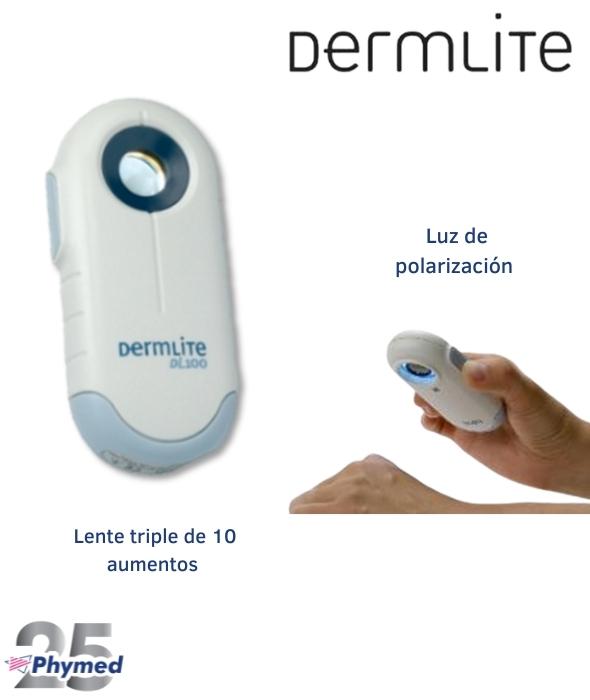 DermLite
Luz de
polarización
DermLite
DL100
Lente triple de 10
aumentos
25
Phymed